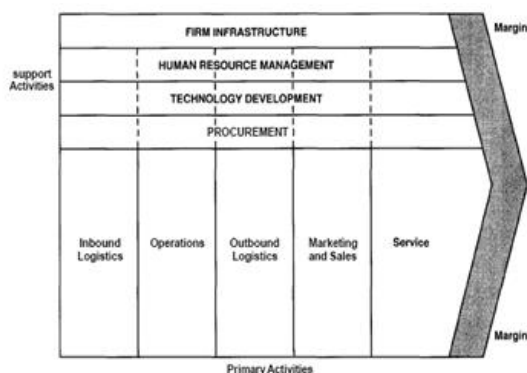 FIRM INFRASTRUCTURE
Margin
HUMAN RESOURCE MANAGEMENT
support
Activities
TECHNOLOGY DEVELOPMENT
PROCUREMENT
Inbound
Logistics
Operations
Outbound
Logistics
Marketing
and Sales
Service
Margin
Primary Activities